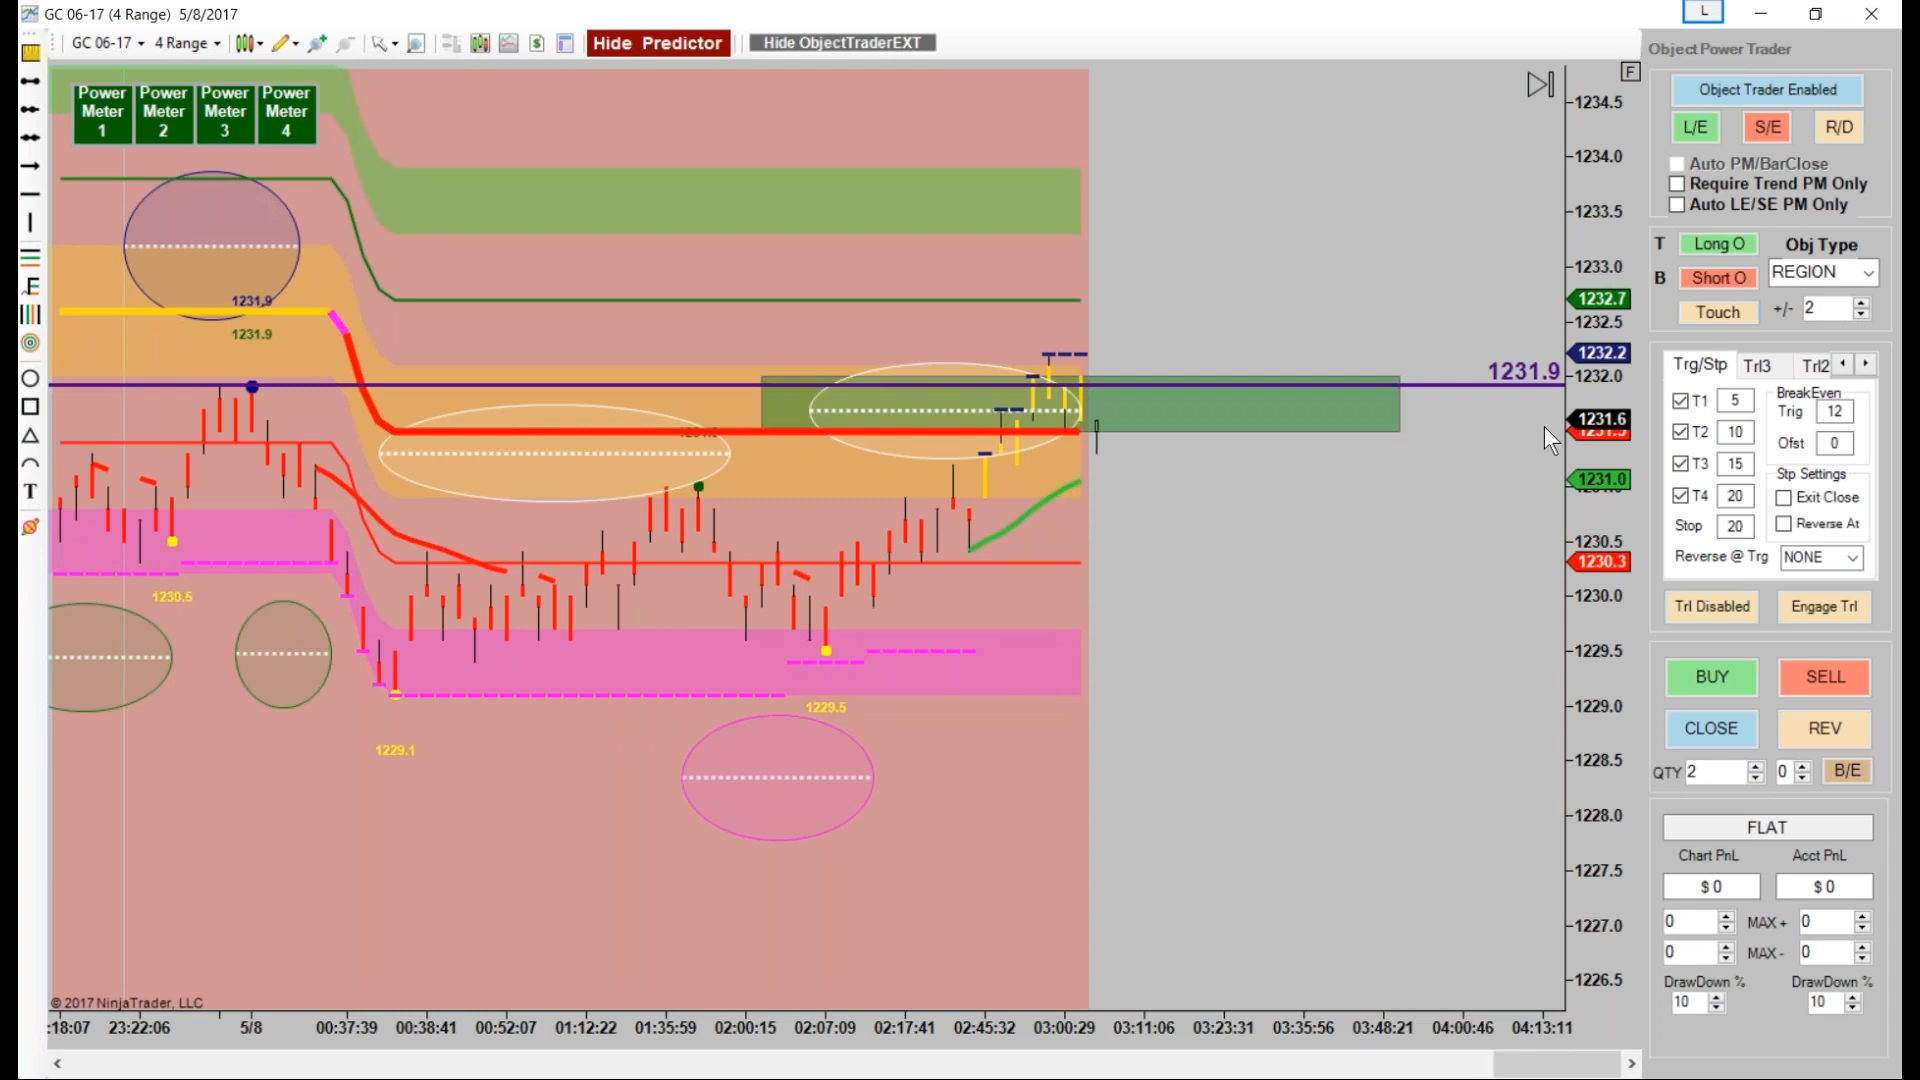 GC 06-17 (4 Range)  5/8/2017
L
GC 06-17
4 Range
Hide Predictor
Hide ObjectTraderEXT
Object Power Trader
F
Power Meter 1
Power Meter 2
Power Meter 3
Power Meter 4
Object Trader Enabled
L/E
S/E
R/D
Auto PM/BarClose
Require Trend PM Only
Auto LE/SE PM Only
T
Long O
Obj Type
B
Short O
REGION
Touch
+/-
2
Trg/Stp
Trl3
Trl2
T1
5
BreakEven
Trig
12
T2
10
Ofst
0
T3
15
Stp Settings
T4
20
Exit Close
Stop
20
Reverse At
Reverse @ Trg
NONE
Trl Disabled
Engage Trl
BUY
SELL
CLOSE
REV
QTY
2
0
B/E
FLAT
Chart PnL
Acct PnL
$ 0
$ 0
0
MAX +
0
0
MAX -
0
DrawDown %
DrawDown %
10
10
1234.5
1234.0
1233.5
1233.0
1232.7
1232.5
1232.2
1232.0
1231.6
1231.5
1231.0
1230.5
1230.3
1230.0
1229.5
1229.0
1228.5
1228.0
1227.5
1227.0
1226.5
1231.9
1231.9
1231.9
1230.5
1229.1
1229.5
© 2017 NinjaTrader, LLC
:18:07
23:22:06
5/8
00:37:39
00:38:41
00:52:07
01:12:22
01:35:59
02:00:15
02:07:09
02:17:41
02:45:32
03:00:29
03:11:06
03:23:31
03:35:56
03:48:21
04:00:46
04:13:11